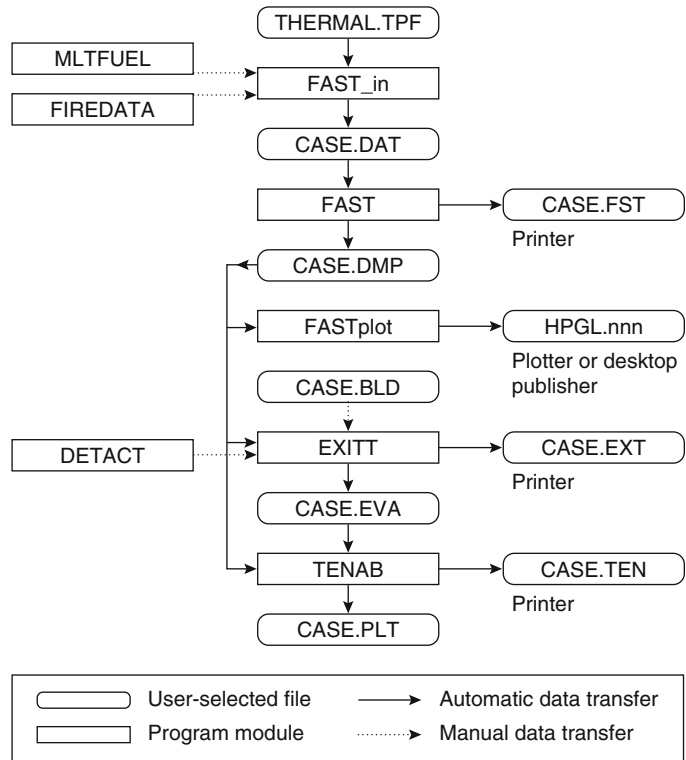 THERMAL.TPF
MLTFUEL
FAST_in
FIREDATA
CASE.DAT
FAST
CASE.FST
Printer
CASE.DMP
FASTplot
HPGL.nnn
Plotter or desktop
publisher
CASE.BLD
DETACT
EXITT
CASE.EXT
Printer
CASE.EVA
TENAB
CASE.TEN
Printer
CASE.PLT
User-selected file
Automatic data transfer
Program module
Manual data transfer